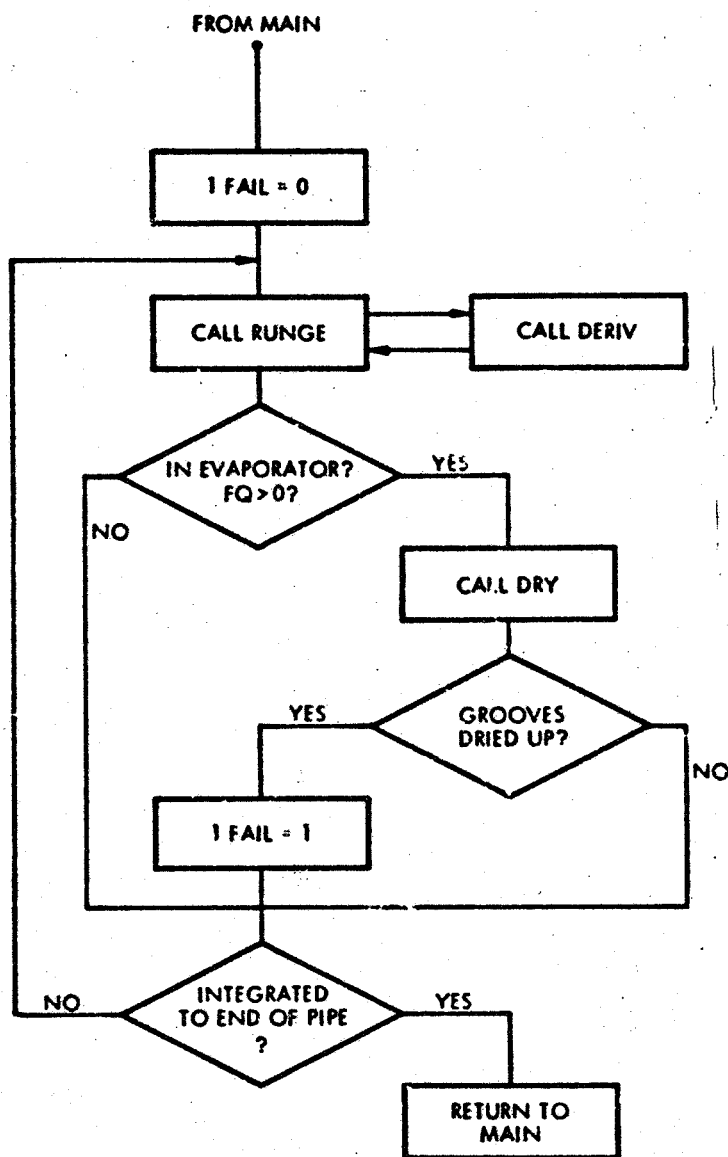 FROM MAIN
1 FAIL = 0
CALL RUNGE
CALL DERIV
IN EVAPORATOR?
FQ>0?
YES
NO
CALL DRY
YES
GROOVES
DRIED UP?
NO
1 FAIL = 1
NO
INTEGRATED
TO END OF PIPE
?
YES
RETURN TO
MAIN